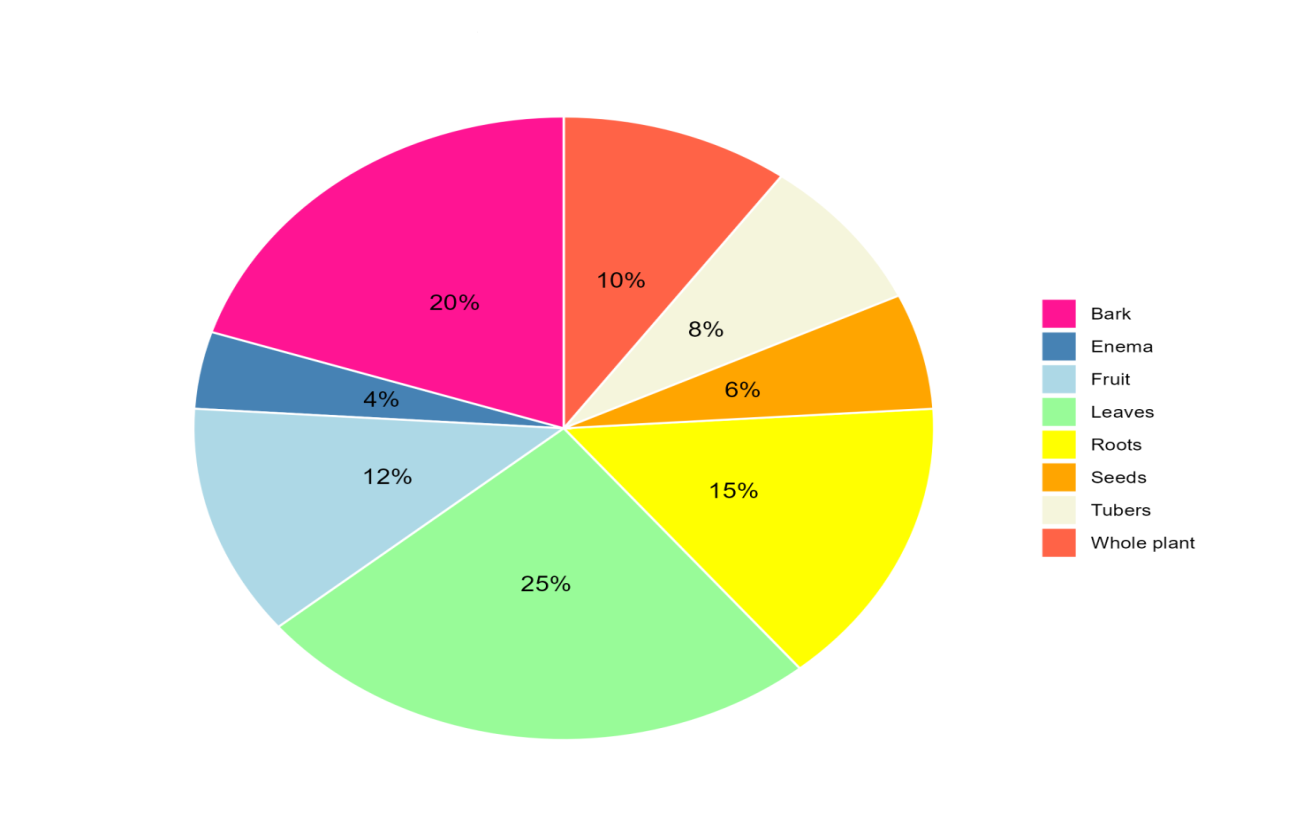 10%
20%
8%
6%
4%
12%
15%
25%
Bark
Enema
Fruit
Leaves
Roots
Seeds
Tubers
Whole plant